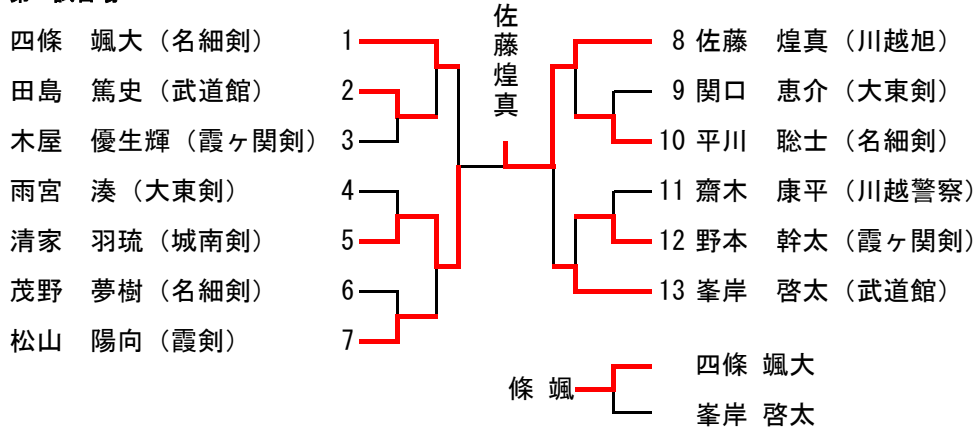 佐藤煌真
四條 颯大（名細剣） 1
田島 篤史（武道館） 2
木屋 優生輝（霞ヶ関剣） 3
雨宮 湊（大東剣） 4
清家 羽琉（城南剣） 5
茂野 夢樹（名細剣） 6
松山 陽向（霞剣） 7
8 佐藤 煌真（川越旭）
9 関口 恵介（大東剣）
10 平川 聡士（名細剣）
11 齋木 康平（川越警察）
12 野本 幹太（霞ヶ関剣）
13 峯岸 啓太（武道館）
條 颯
四條 颯大
峯岸 啓太